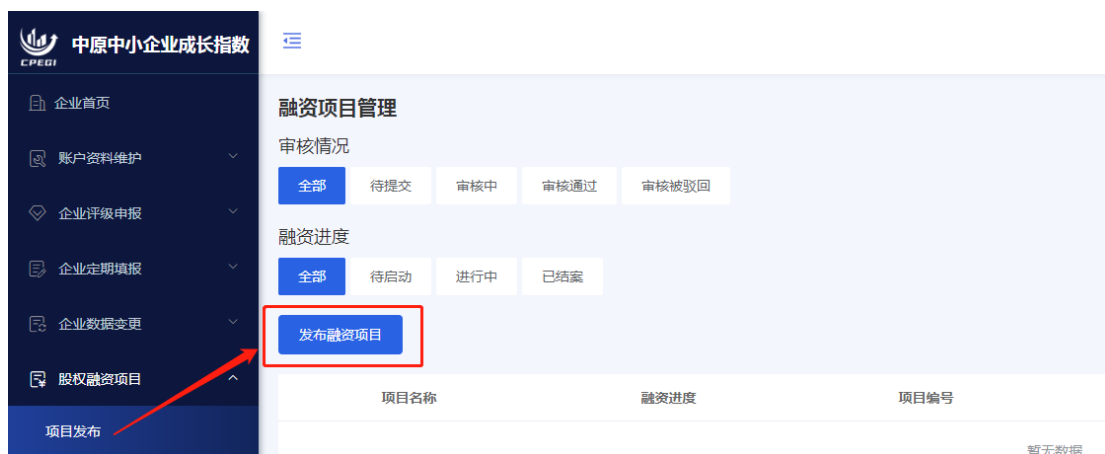 中原中小企业成长指数
CPEGI
企业首页
账户资料维护
企业评级申报
企业定期填报
企业数据变更
股权融资项目
项目发布
融资项目管理
审核情况
全部 待提交 审核中 审核通过 审核被驳回
融资进度
全部 待启动 进行中 已结案
发布融资项目
项目名称 融资进度 项目编号
暂无数据